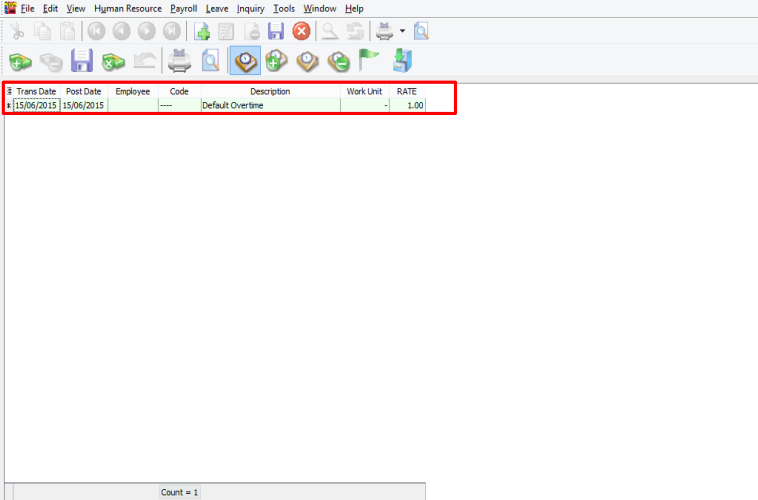 File Edit View Human Resource Payroll Leave Inquiry Tools Window Help
Trans Date Post Date Employee Code Description Work Unit RATE
15/06/2015 15/06/2015 ---- Default Overtime - 1.00
Count = 1